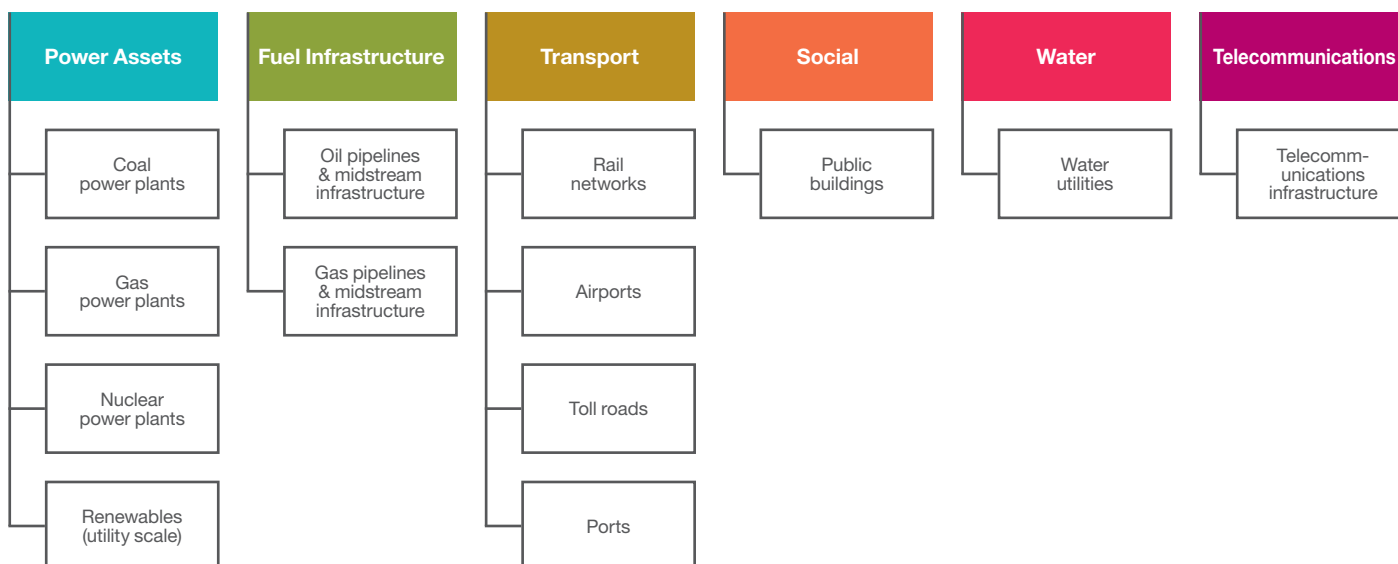 Power Assets
Coal
power plants
Gas
power plants
Nuclear
power plants
Renewables
(utility scale)
Fuel Infrastructure
Oil pipelines
& midstream
infrastructure
Gas pipelines
& midstream
infrastructure
Transport
Rail
networks
Airports
Toll roads
Ports
Social
Public
buildings
Water
Water
utilities
Telecommunications
Telecomm-
unications
infrastructure